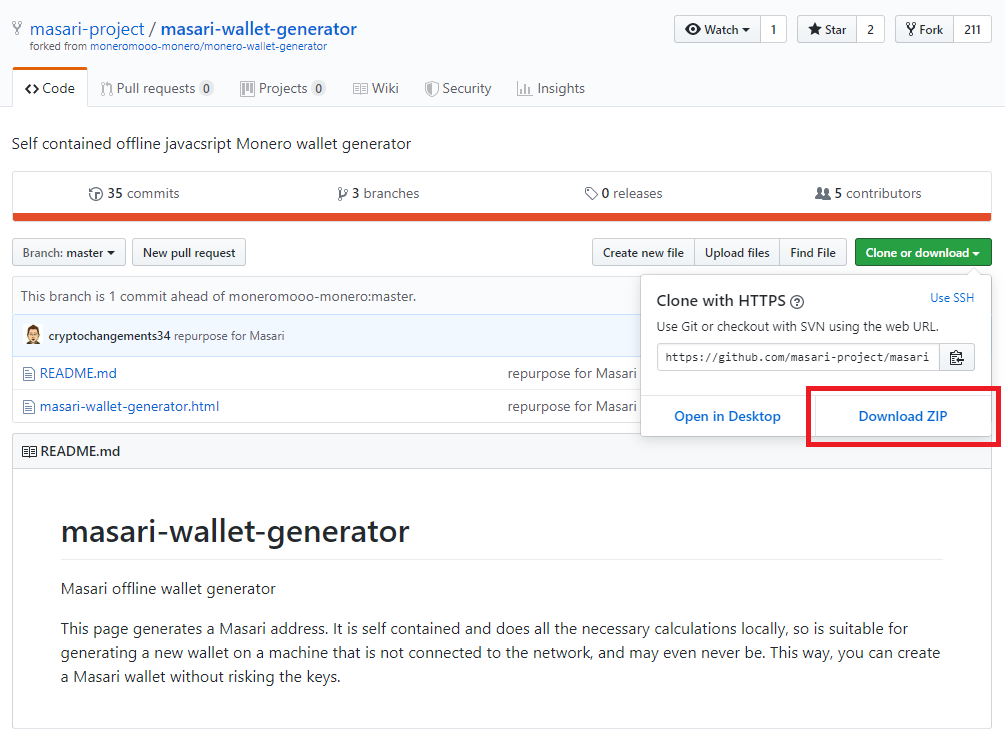 masari-project / masari-wallet-generator
forked from moneromooo-monero/monero-wallet-generator
Watch 1 Star 2 Fork 211
Code Pull requests 0 Projects 0 Wiki Security Insights
Self contained offline javacsript Monero wallet generator
35 commits 3 branches 0 releases 5 contributors
Branch: master New pull request Create new file Upload files Find File Clone or download
This branch is 1 commit ahead of moneromooo-monero:master.
cryptochangements34 repurpose for Masari
README.md repurpose for Masari
masari-wallet-generator.html repurpose for Masari
Clone with HTTPS ? Use SSH
Use Git or checkout with SVN using the web URL.
https://github.com/masari-project/masari
Open in Desktop Download ZIP
README.md
masari-wallet-generator
Masari offline wallet generator
This page generates a Masari address. It is self contained and does all the necessary calculations locally, so is suitable for
generating a new wallet on a machine that is not connected to the network, and may even never be. This way, you can create
a Masari wallet without risking the keys.